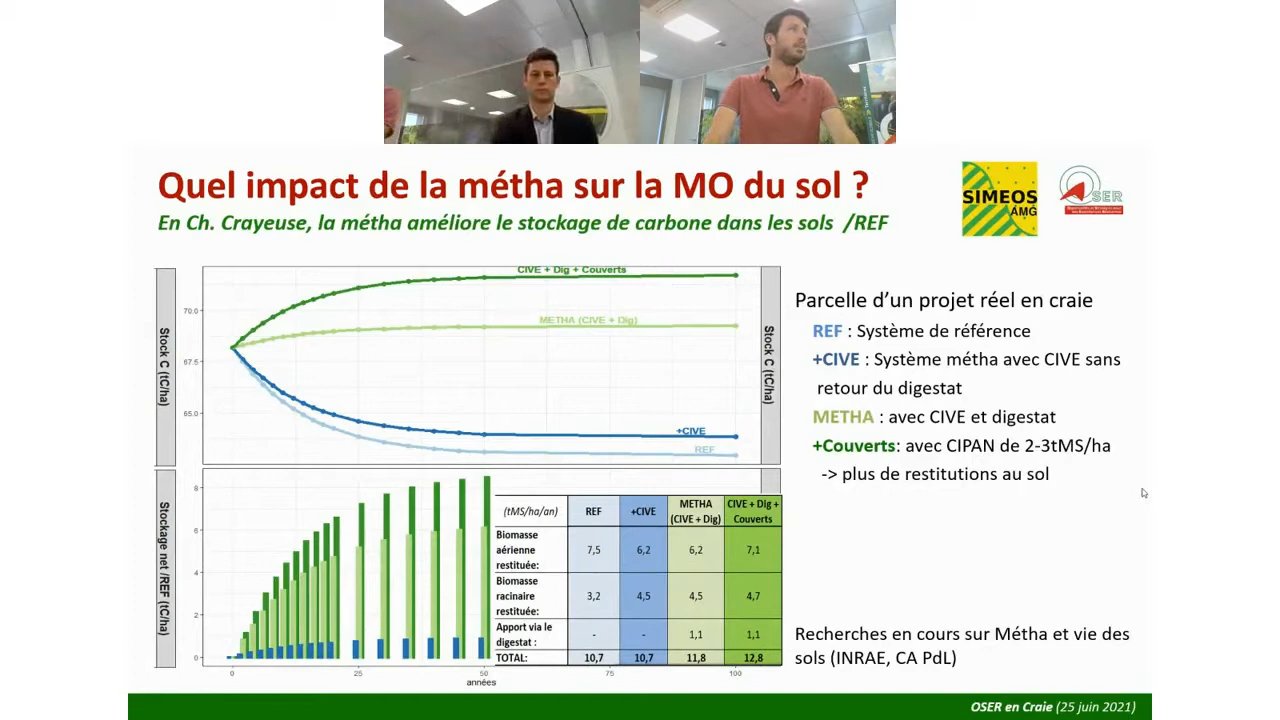 Quel impact de la métha sur la MO du sol ?
En Ch. Crayeuse, la métha améliore le stockage de carbone dans les sols /REF
SIMEOS
AMG
OSER
Stock C (tC/ha)
70.0
67.5
65.0
CIVE + Dig + Couverts
METHA (CIVE + Dig)
+CIVE
REF
Stock C (tC/ha)
Parcelle d'un projet réel en craie
REF : Système de référence
+CIVE : Système métha avec CIVE sans
retour du digestat
METHA : avec CIVE et digestat
+Couverts: avec CIPAN de 2-3tMS/ha
-> plus de restitutions au sol
Stockage net /REF (tC/ha)
8
6
4
2
0
0 25 50 75 100
années
(tMS/ha/an) REF +CIVE METHA (CIVE + Dig) CIVE + Dig + Couverts
Biomasse aérienne restituée: 7,5 6,2 6,2 7,1
Biomasse racinaire restituée: 3,2 4,5 4,5 4,7
Apport via le digestat : - - 1,1 1,1
TOTAL: 10,7 10,7 11,8 12,8
Recherches en cours sur Métha et vie des
sols (INRAE, CA PdL)
OSER en Craie (25 juin 2021)